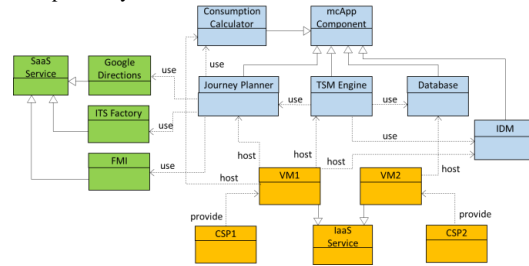 Consumption
Calculator
mcApp
Component
SaaS
Service
Google
Directions
use
use
Journey Planner
TSM Engine
Database
ITS Factory
use
use
use
use
IDM
FMI
use
host
host
host
host
host
VM1
VM2
provide
provide
CSP1
IaaS
Service
CSP2